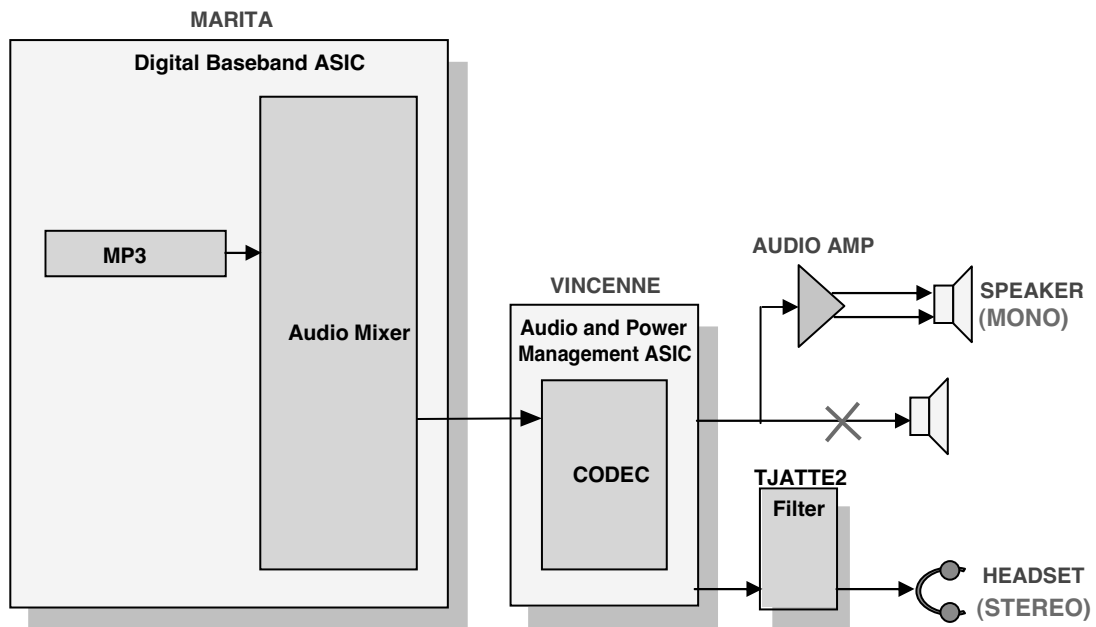 MARITA
Digital Baseband ASIC
MP3
Audio Mixer
VINCENNE
Audio and Power
Management ASIC
CODEC
AUDIO AMP
SPEAKER
(MONO)
TJATTE2
Filter
HEADSET
(STEREO)